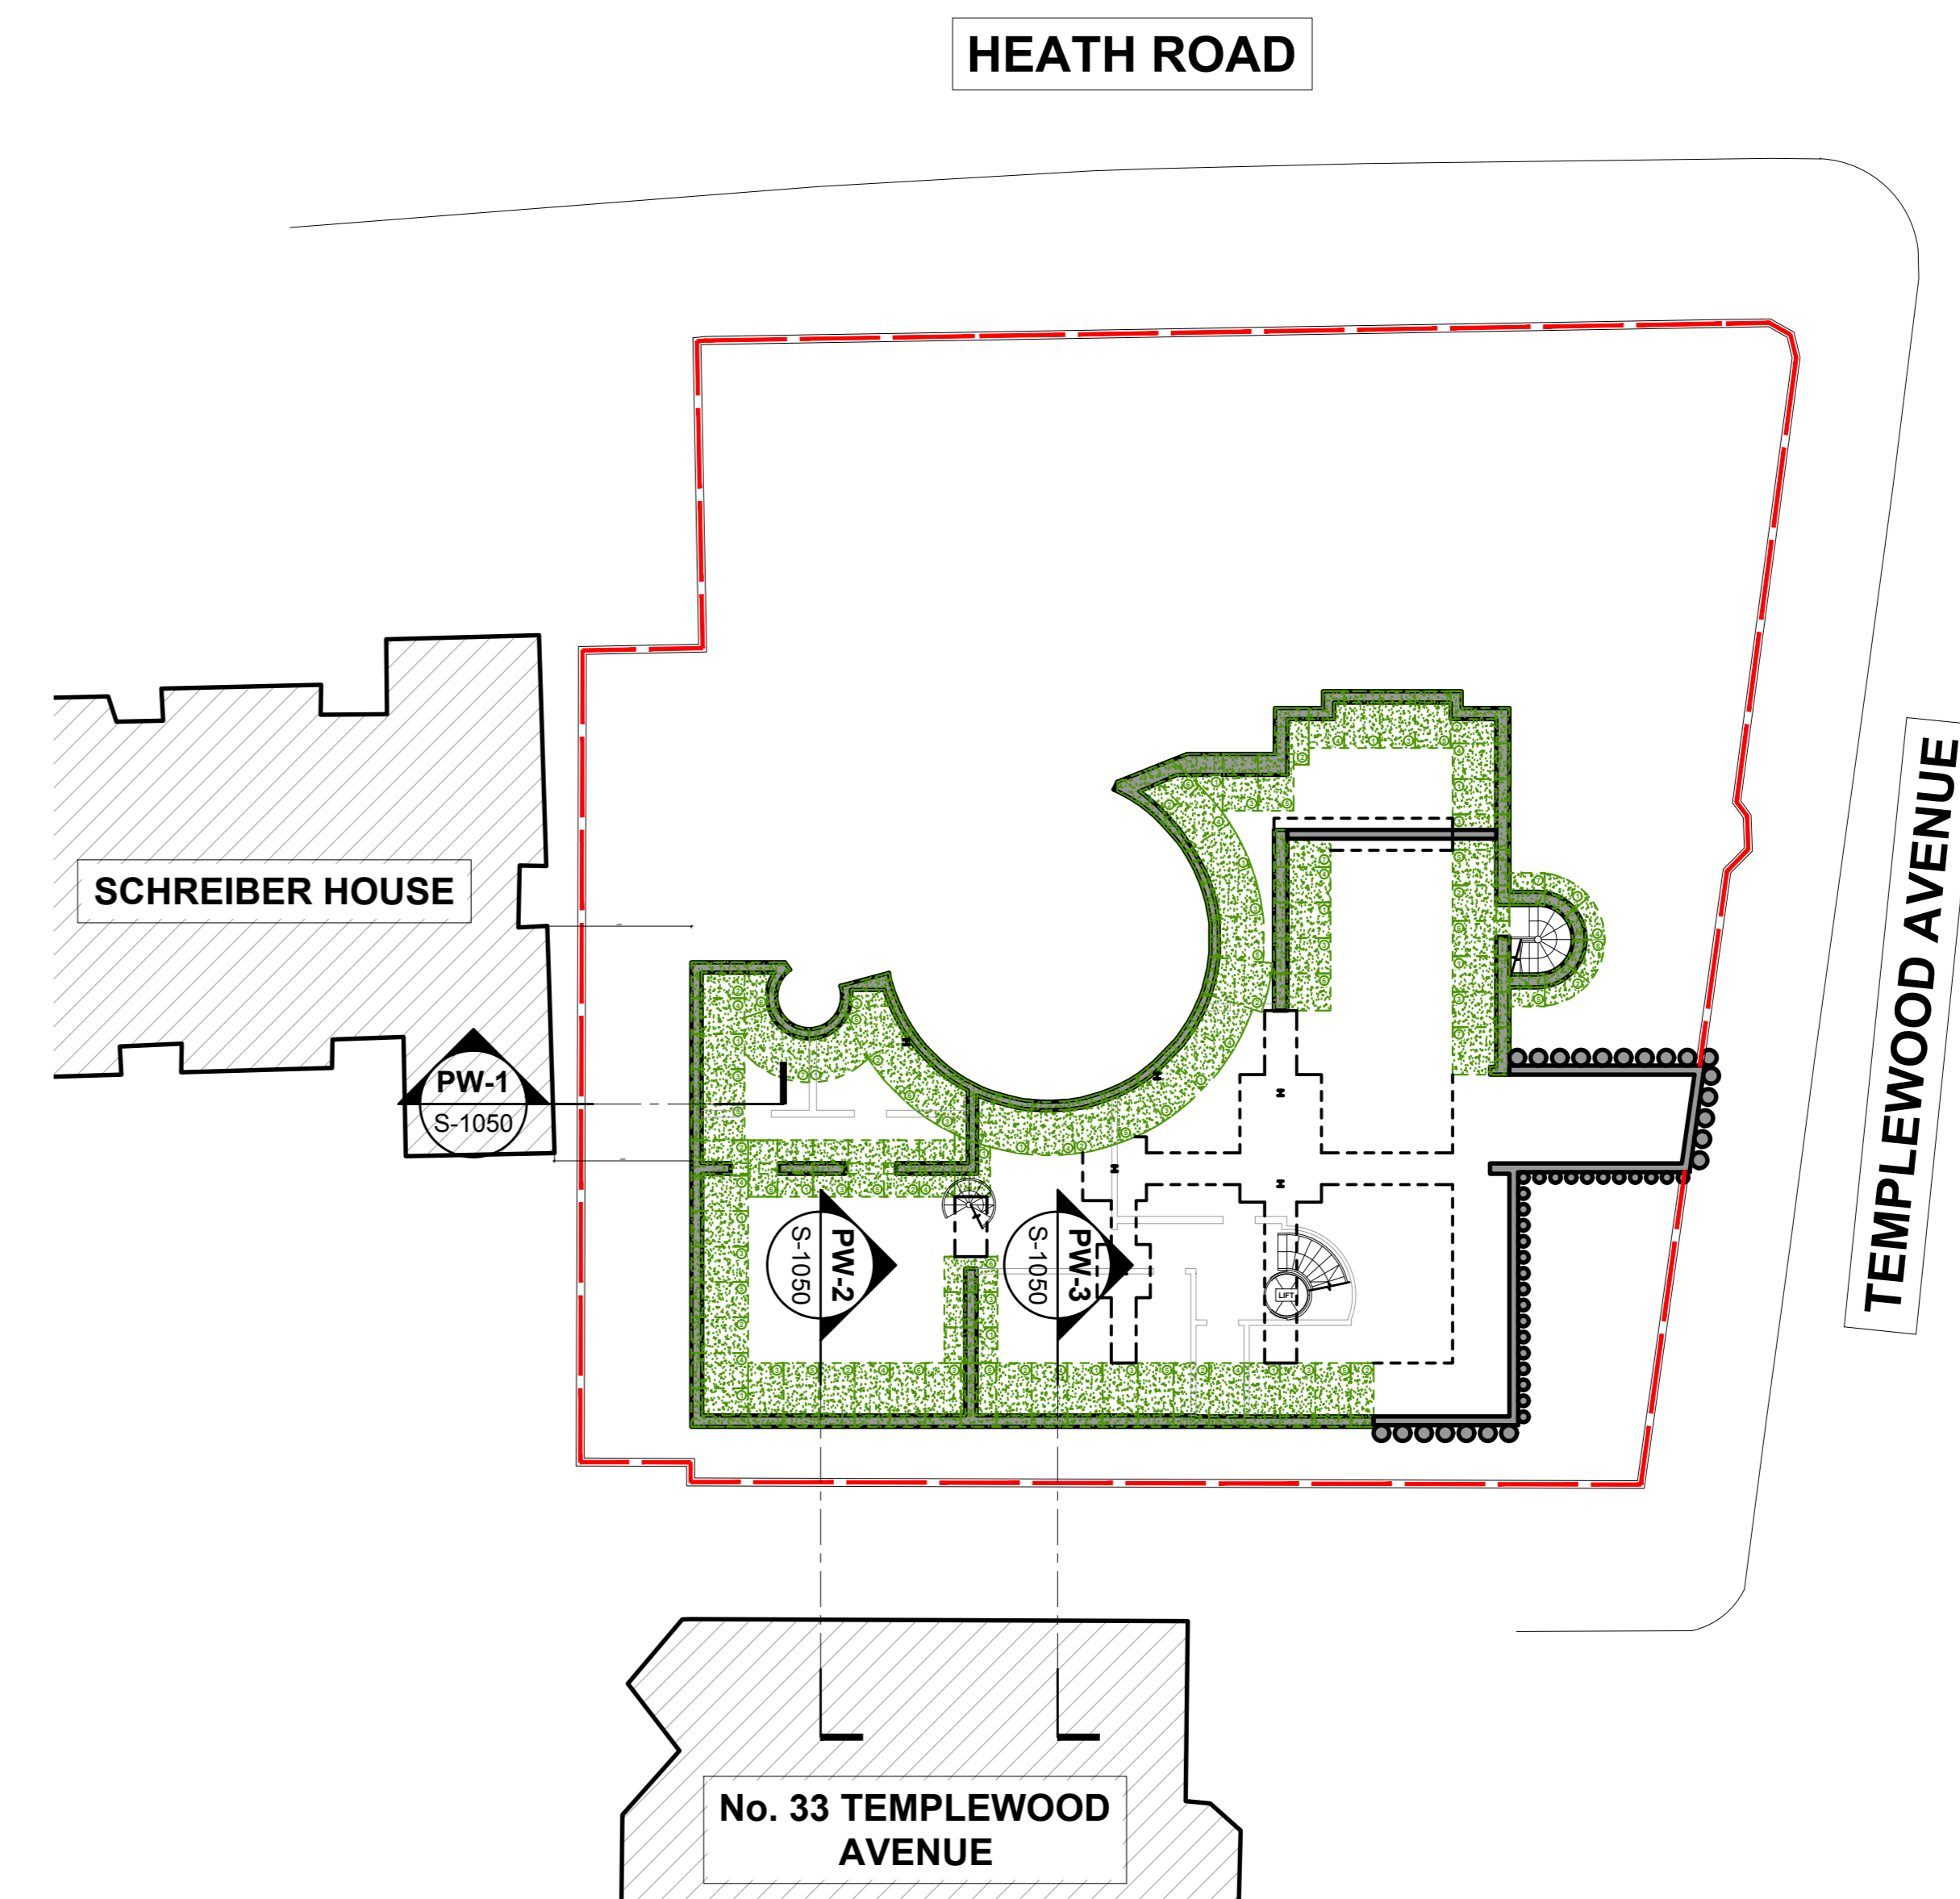 HEATH ROAD
SCHREIBER HOUSE
TEMPLEWOOD AVENUE
PW-1
S-1050
PW-2
S-1050
PW-3
S-1050
LIFT
No. 33 TEMPLEWOOD
AVENUE